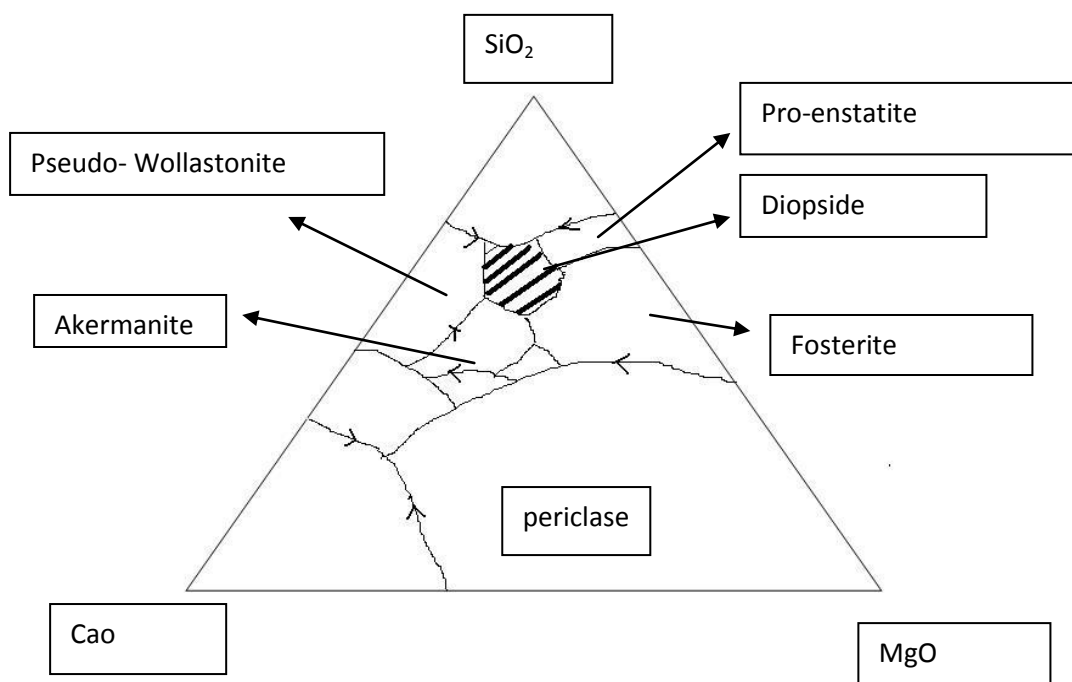 SiO₂
Pro-enstatite
Pseudo- Wollastonite
Diopside
Akermanite
Fosterite
periclase
Cao
MgO